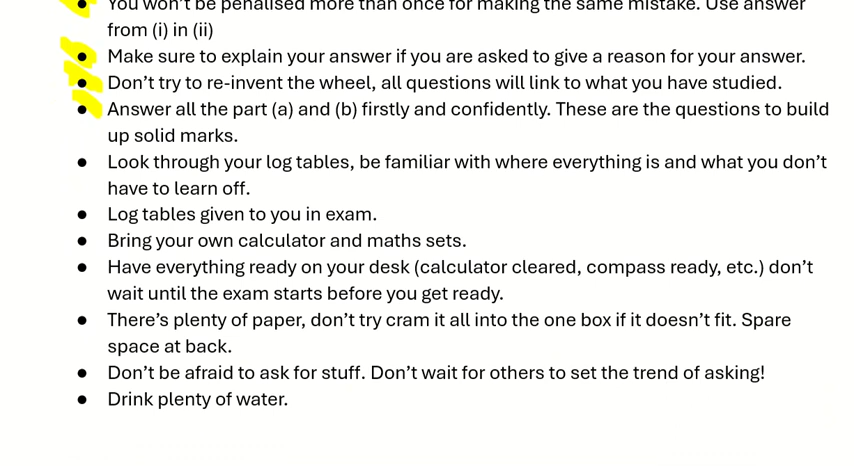 ● You won't be penalised more than once for making the same mistake. Use answer
from (i) in (ii)
● Make sure to explain your answer if you are asked to give a reason for your answer.
● Don't try to re-invent the wheel, all questions will link to what you have studied.
● Answer all the part (a) and (b) firstly and confidently. These are the questions to build
up solid marks.
● Look through your log tables, be familiar with where everything is and what you don't
have to learn off.
● Log tables given to you in exam.
● Bring your own calculator and maths sets.
● Have everything ready on your desk (calculator cleared, compass ready, etc.) don't
wait until the exam starts before you get ready.
● There's plenty of paper, don't try cram it all into the one box if it doesn't fit. Spare
space at back.
● Don't be afraid to ask for stuff. Don't wait for others to set the trend of asking!
● Drink plenty of water.